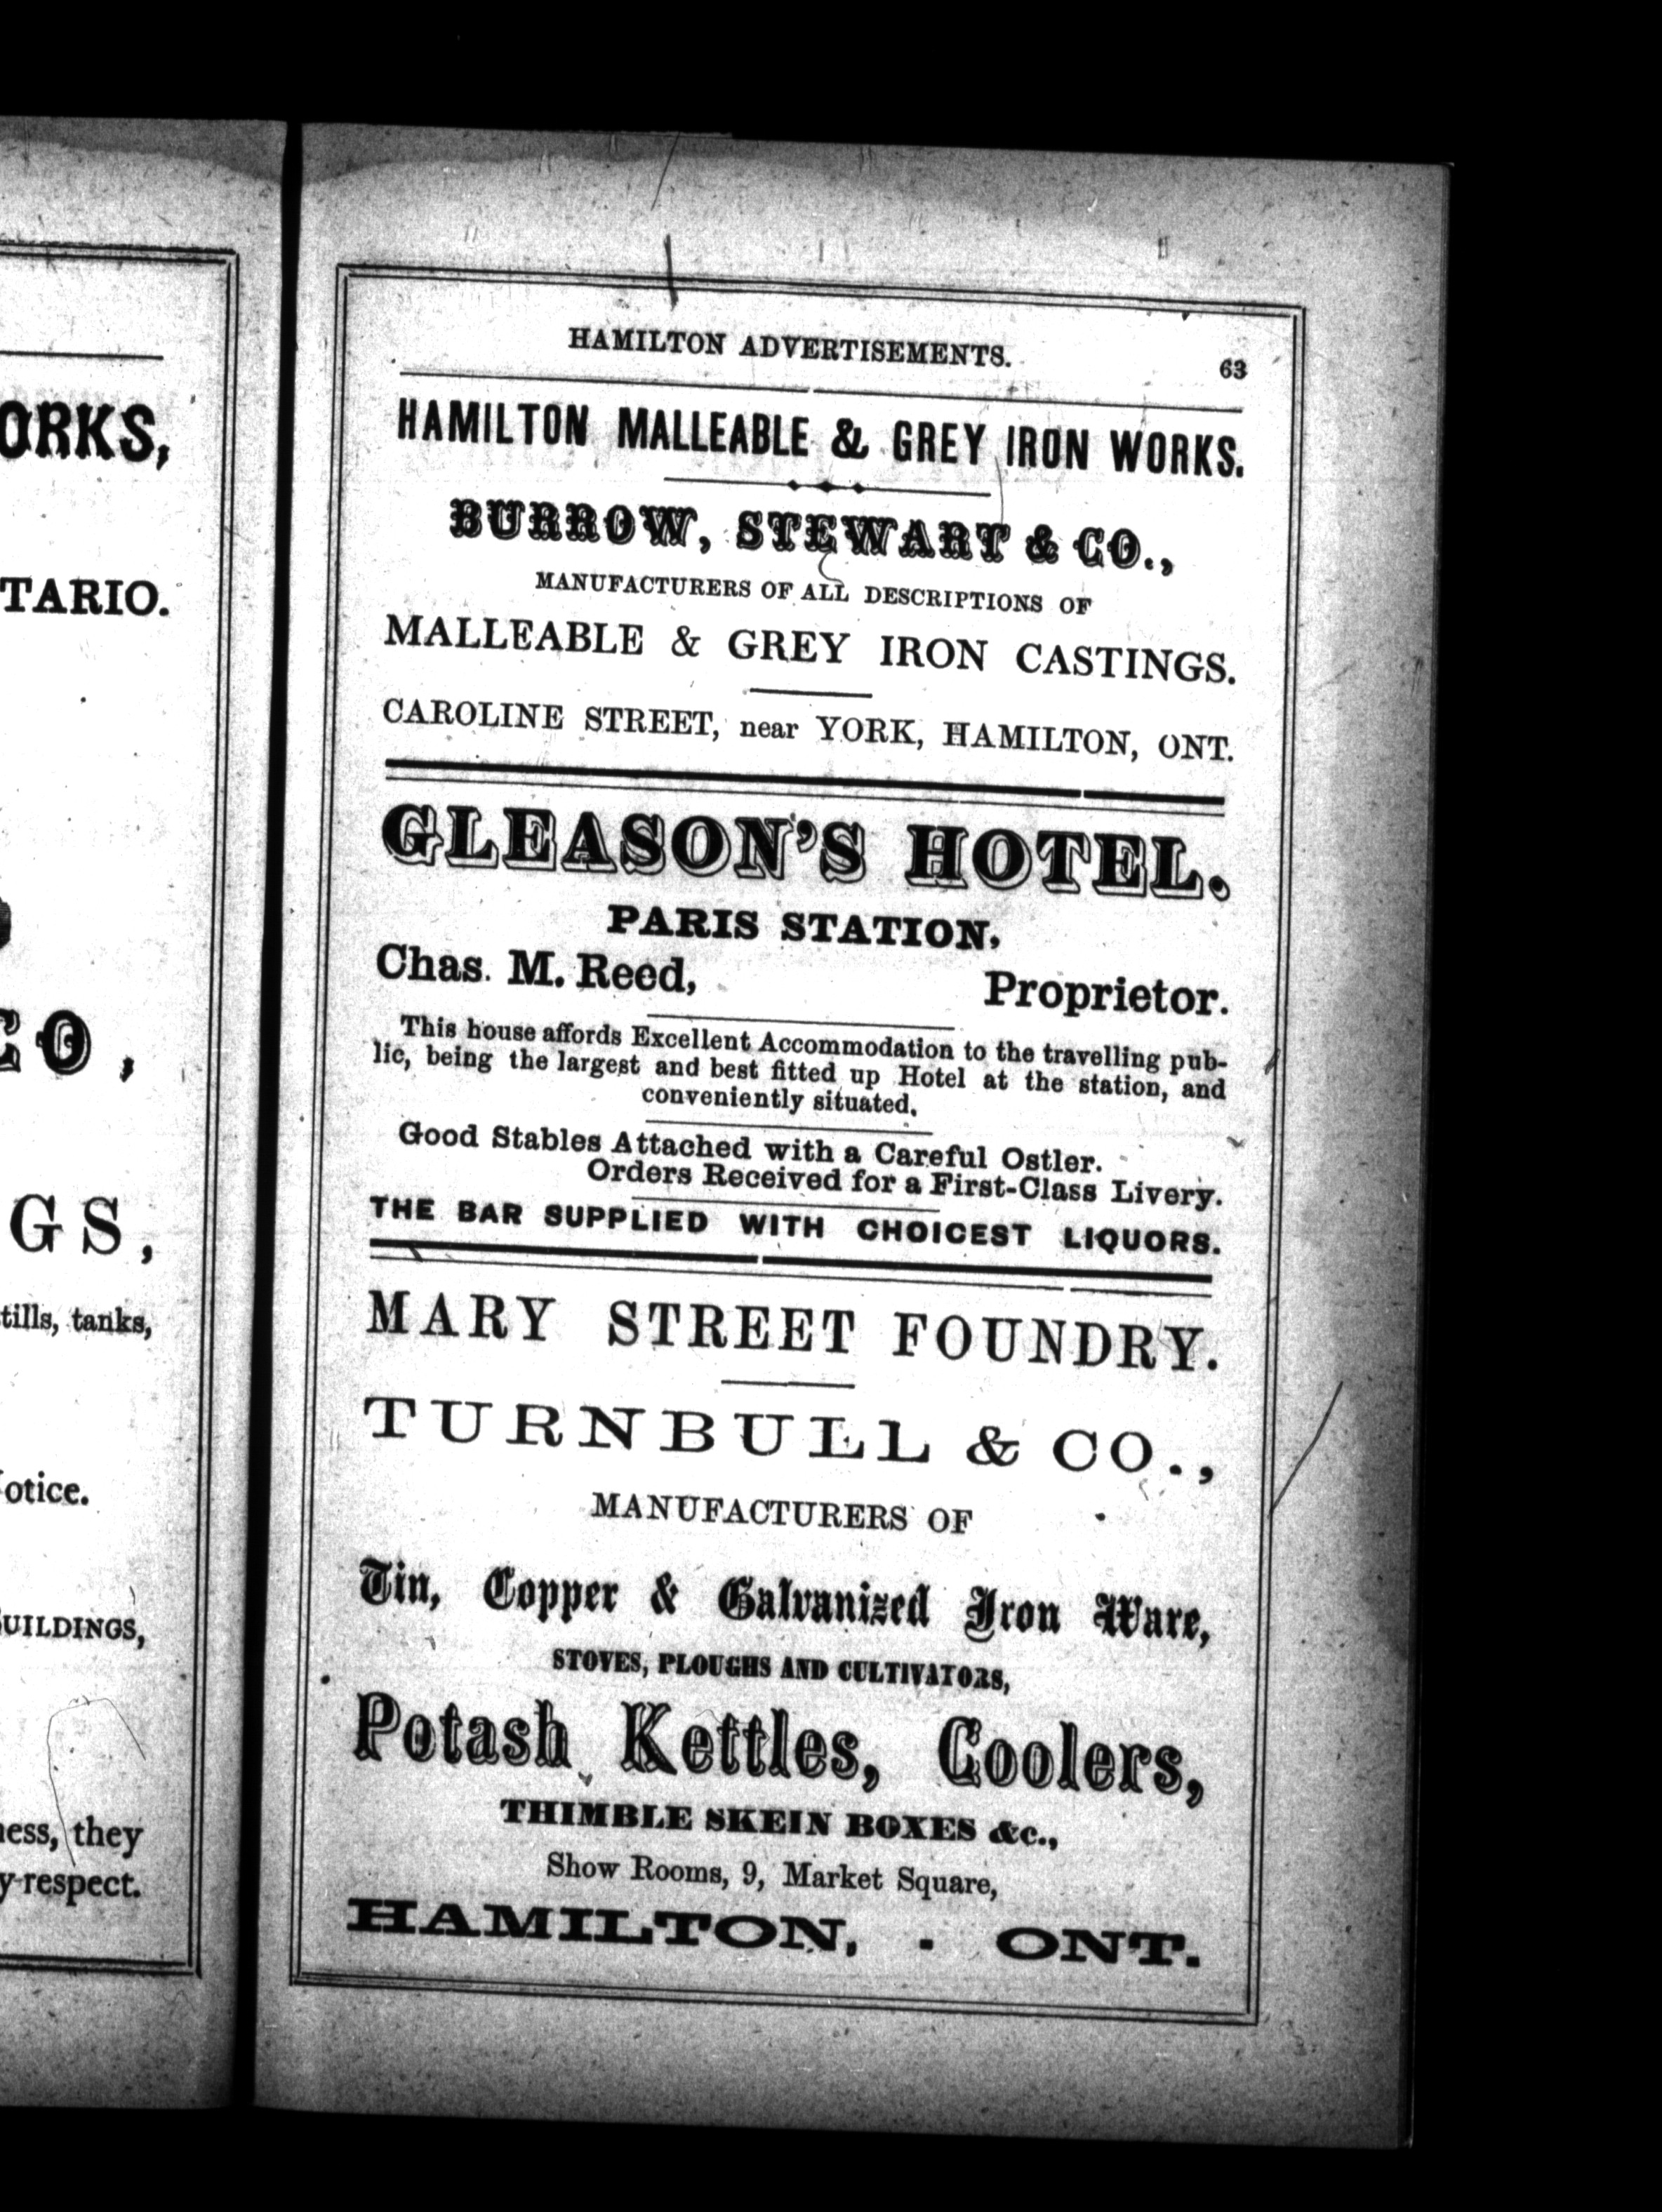 ORKS,
TARIO.
CO,
GS,
tills, tanks,
otice.
UILDINGS,
ness, they
y respect.
HAMILTON ADVERTISEMENTS. 63
HAMILTON MALLEABLE & GREY IRON WORKS.
BURROW, STEWART & CO.,
MANUFACTURERS OF ALL DESCRIPTIONS OF
MALLEABLE & GREY IRON CASTINGS.
CAROLINE STREET, near YORK, HAMILTON, ONT.
GLEASON'S HOTEL.
PARIS STATION,
Chas. M. Reed, Proprietor.
This house affords Excellent Accommodation to the travelling pub-
lic, being the largest and best fitted up Hotel at the station, and
conveniently situated.
Good Stables Attached with a Careful Ostler.
Orders Received for a First-Class Livery.
THE BAR SUPPLIED WITH CHOICEST LIQUORS.
MARY STREET FOUNDRY.
TURNBULL & CO.,
MANUFACTURERS OF
Tin, Copper & Galvanized Iron Ware,
STOVES, PLOUGHS AND CULTIVATORS,
Potash Kettles, Coolers,
THIMBLE SKEIN BOXES &c.,
Show Rooms, 9, Market Square,
HAMILTON, - ONT.